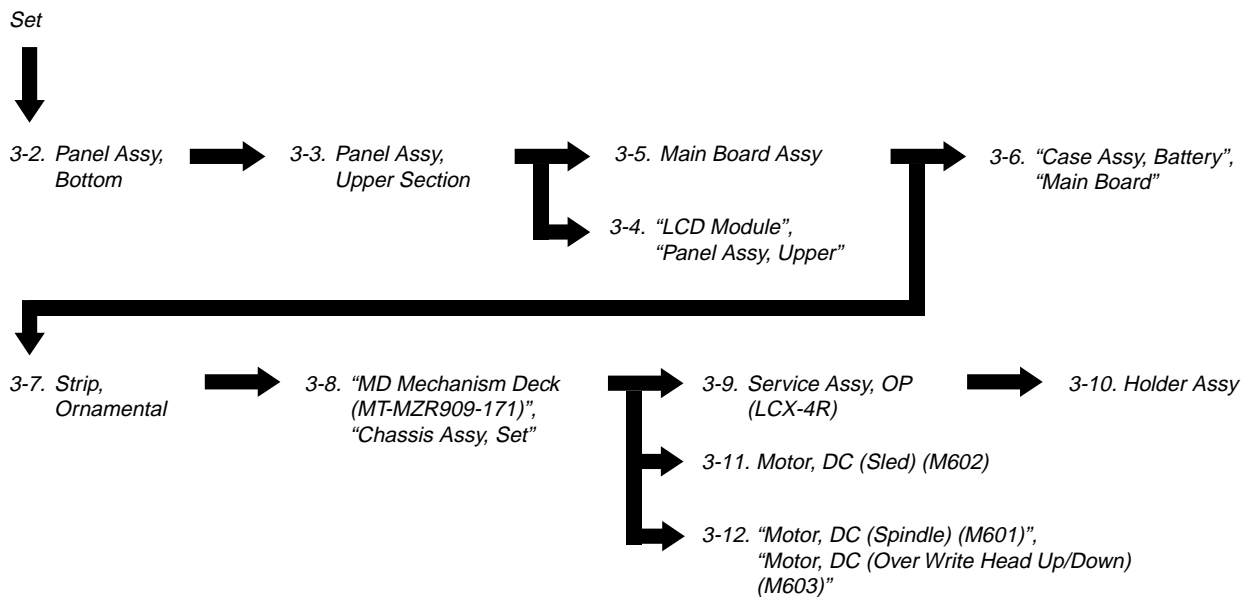 Set
3-2. Panel Assy,
Bottom
3-3. Panel Assy,
Upper Section
3-5. Main Board Assy
3-6. “Case Assy, Battery”,
“Main Board”
3-4. “LCD Module”,
“Panel Assy, Upper”
3-7. Strip,
Ornamental
3-8. “MD Mechanism Deck
(MT-MZR909-171)”,
“Chassis Assy, Set”
3-9. Service Assy, OP
(LCX-4R)
3-10. Holder Assy
3-11. Motor, DC (Sled) (M602)
3-12. “Motor, DC (Spindle) (M601)”,
“Motor, DC (Over Write Head Up/Down)
(M603)”